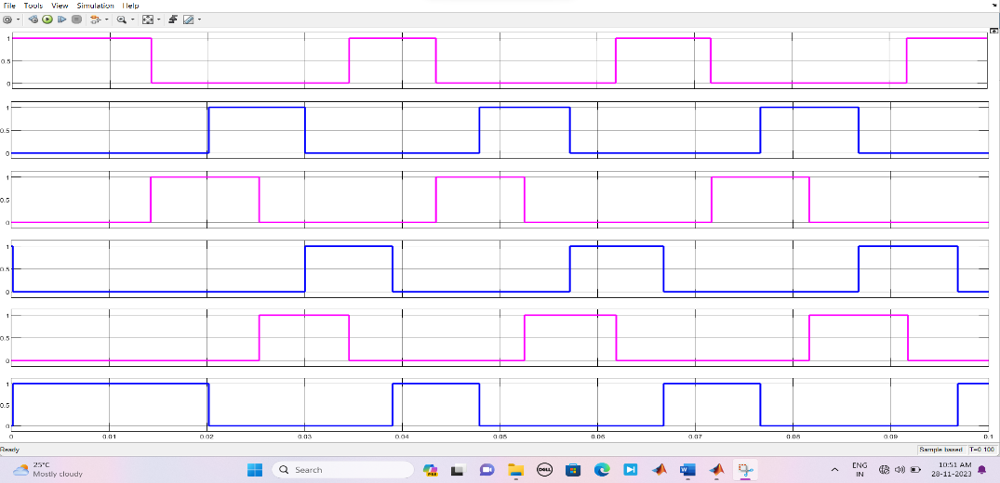 File Tools View Simulation Help
1
0.5
0
1
0.5
0
1
0.5
0
1
0.5
0
1
0.5
0
1
0.5
0
0 0.01 0.02 0.03 0.04 0.05 0.06 0.07 0.08 0.09 0.1
Ready Sample based T=0.100
25°C
Mostly cloudy
Search
PRE
DELL
W
ENG
IN
10:51 AM
28-11-2023